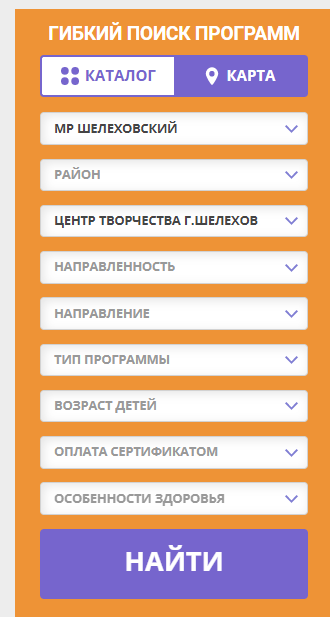 ГИБКИЙ ПОИСК ПРОГРАММ
КАТАЛОГ КАРТА
МР ШЕЛЕХОВСКИЙ
РАЙОН
ЦЕНТР ТВОРЧЕСТВА Г.ШЕЛЕХОВ
НАПРАВЛЕННОСТЬ
НАПРАВЛЕНИЕ
ТИП ПРОГРАММЫ
ВОЗРАСТ ДЕТЕЙ
ОПЛАТА СЕРТИФИКАТОМ
ОСОБЕННОСТИ ЗДОРОВЬЯ
НАЙТИ